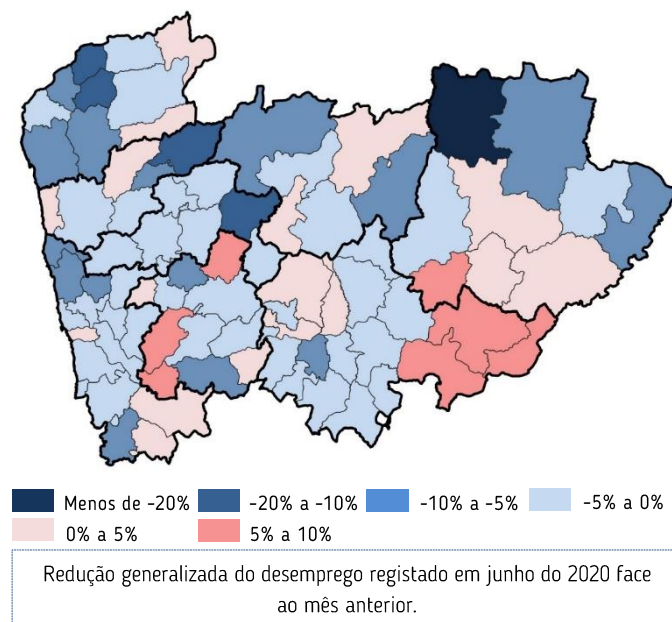 Menos de -20% -20% a -10% -10% a -5% -5% a 0%
0% a 5% 5% a 10%
Redução generalizada do desemprego registado em junho do 2020 face
ao mês anterior.